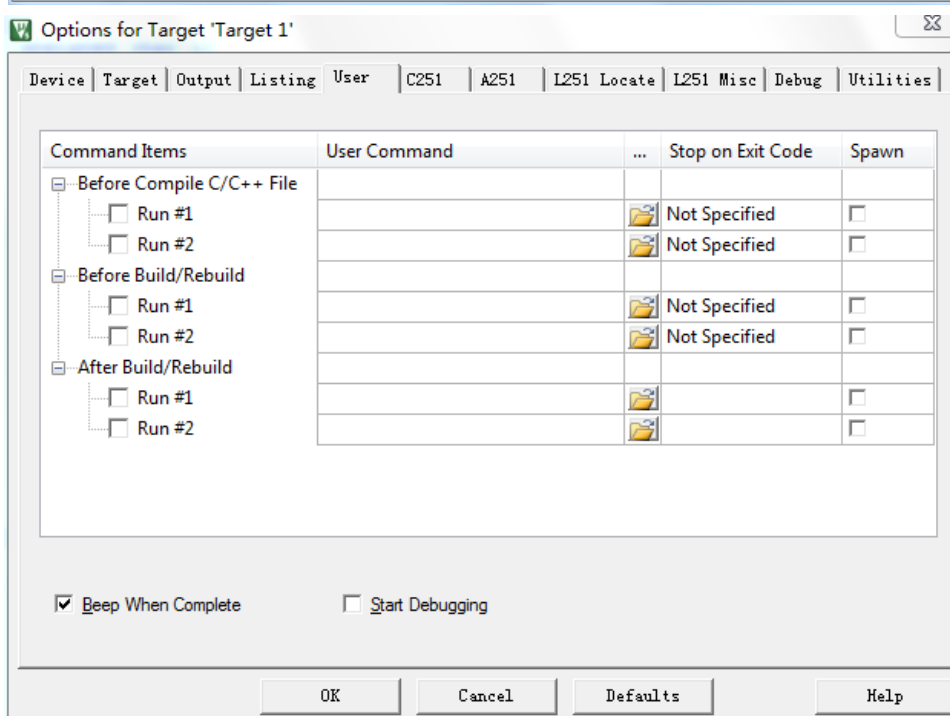 Options for Target 'Target 1'
Device Target Output Listing User C251 A251 L251 Locate L251 Misc Debug Utilities
Command Items User Command ... Stop on Exit Code Spawn
Before Compile C/C++ File
Run #1 Not Specified
Run #2 Not Specified
Before Build/Rebuild
Run #1 Not Specified
Run #2 Not Specified
After Build/Rebuild
Run #1
Run #2
Beep When Complete Start Debugging
OK Cancel Defaults Help